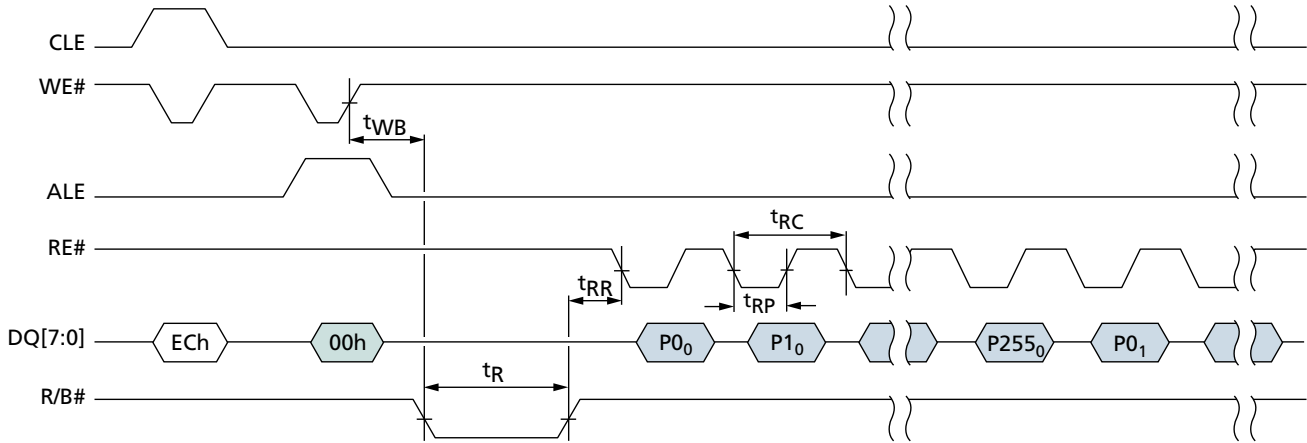 CLE
WE#
tWB
ALE
tRC
RE#
tRR
tRP
DQ[7:0]
ECh
00h
P0₀
P1₀
P255₀
P0₁
tR
R/B#